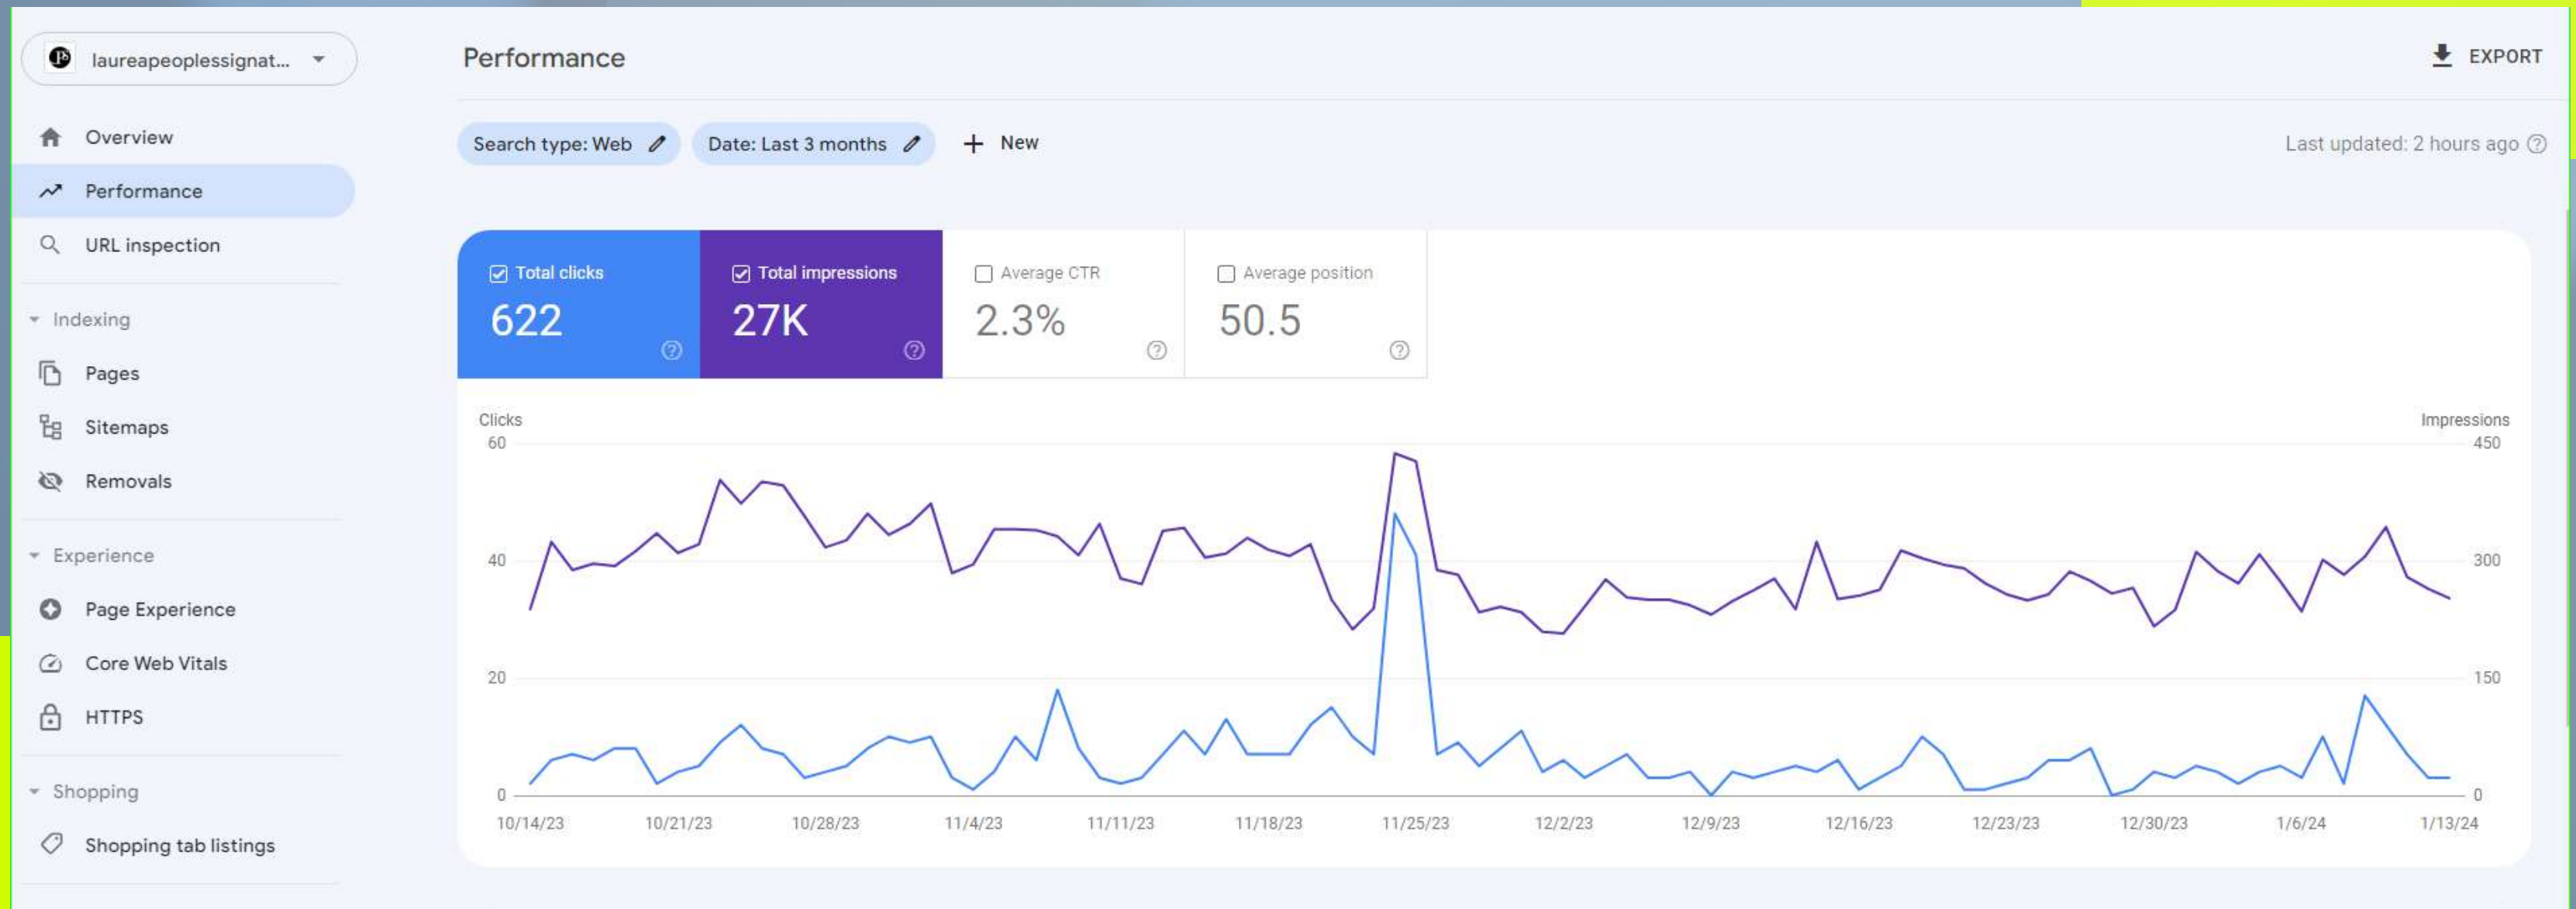 laureapeoplessignat...
Overview
Performance
URL inspection
Indexing
Pages
Sitemaps
Removals
Experience
Page Experience
Core Web Vitals
HTTPS
Shopping
Shopping tab listings
Performance
EXPORT
Search type: Web
Date: Last 3 months
+ New
Last updated: 2 hours ago
Total clicks
622
Total impressions
27K
Average CTR
2.3%
Average position
50.5
Clicks
60
40
20
0
Impressions
450
300
150
0
10/14/23 10/21/23 10/28/23 11/4/23 11/11/23 11/18/23 11/25/23 12/2/23 12/9/23 12/16/23 12/23/23 12/30/23 1/6/24 1/13/24